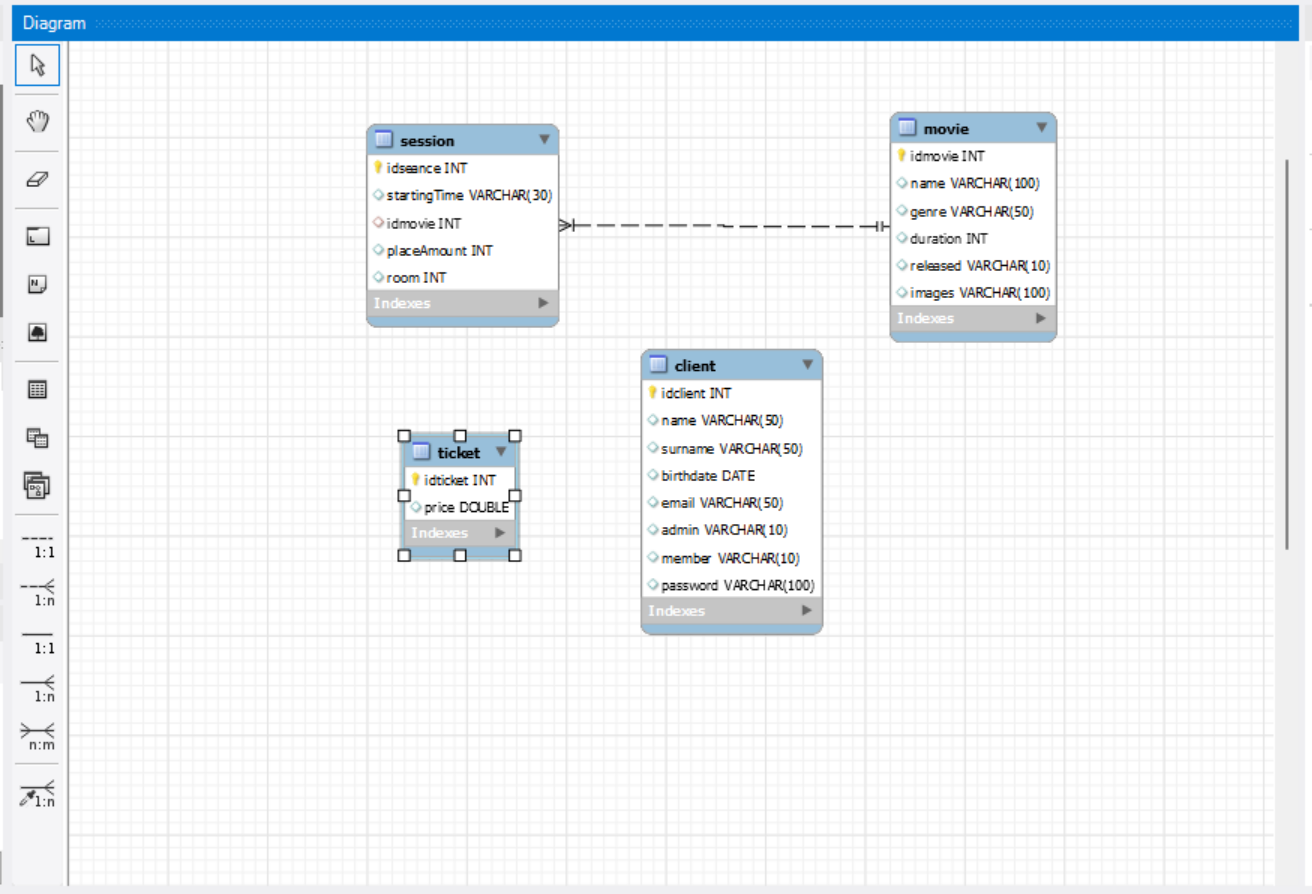 Diagram
session
idseance INT
startingTime VARCHAR(30)
idmovie INT
placeAmount INT
room INT
Indexes
movie
idmovie INT
name VARCHAR(100)
genre VARCHAR(50)
duration INT
released VARCHAR(10)
images VARCHAR(100)
Indexes
client
idclient INT
name VARCHAR(50)
surname VARCHAR(50)
birthdate DATE
email VARCHAR(50)
admin VARCHAR(10)
member VARCHAR(10)
password VARCHAR(100)
Indexes
ticket
idticket INT
price DOUBLE
Indexes
1:1
1:n
1:1
1:n
n:m
1:n